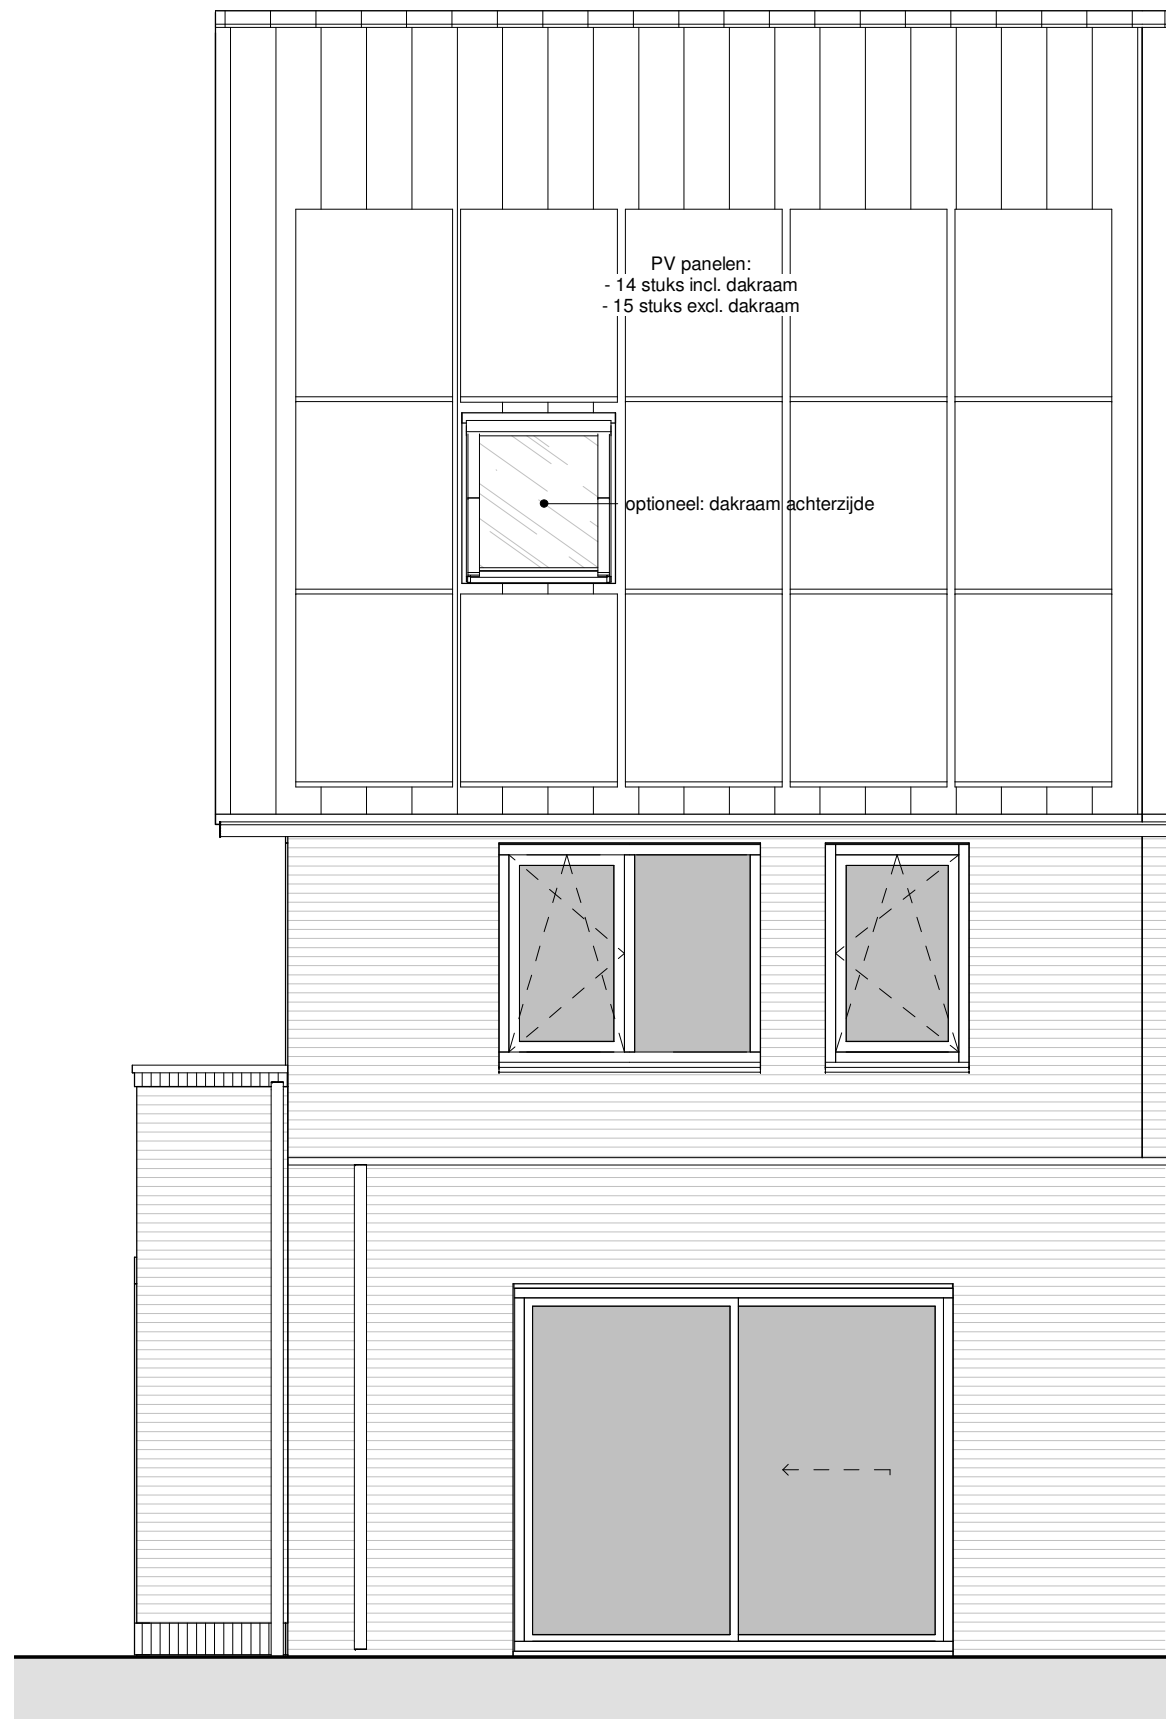 PV panelen:
- 14 stuks incl. dakraam
- 15 stuks excl. dakraam
optioneel: dakraam achterzijde